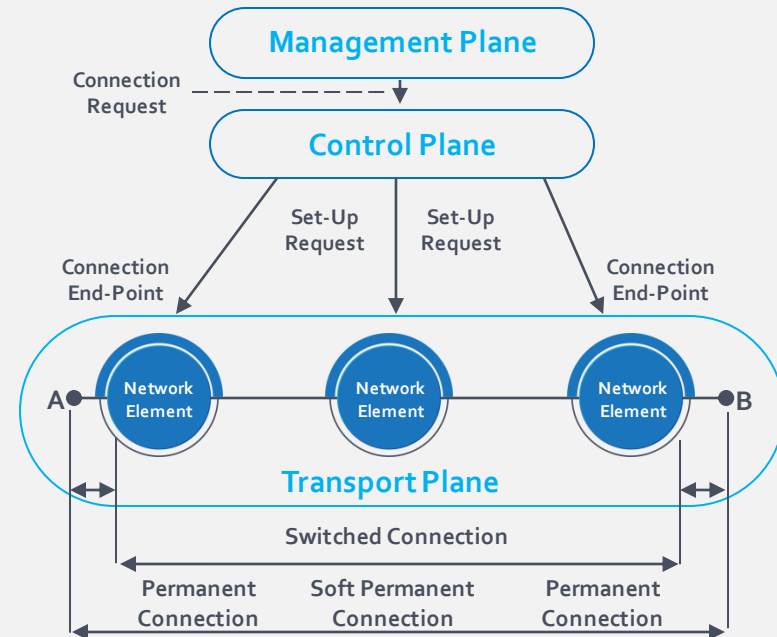 Management Plane
Connection
Request
Control Plane
Set-Up
Request
Set-Up
Request
Connection
End-Point
Connection
End-Point
A
Network
Element
Network
Element
Network
Element
B
Transport Plane
Switched Connection
Permanent
Connection
Soft Permanent
Connection
Permanent
Connection